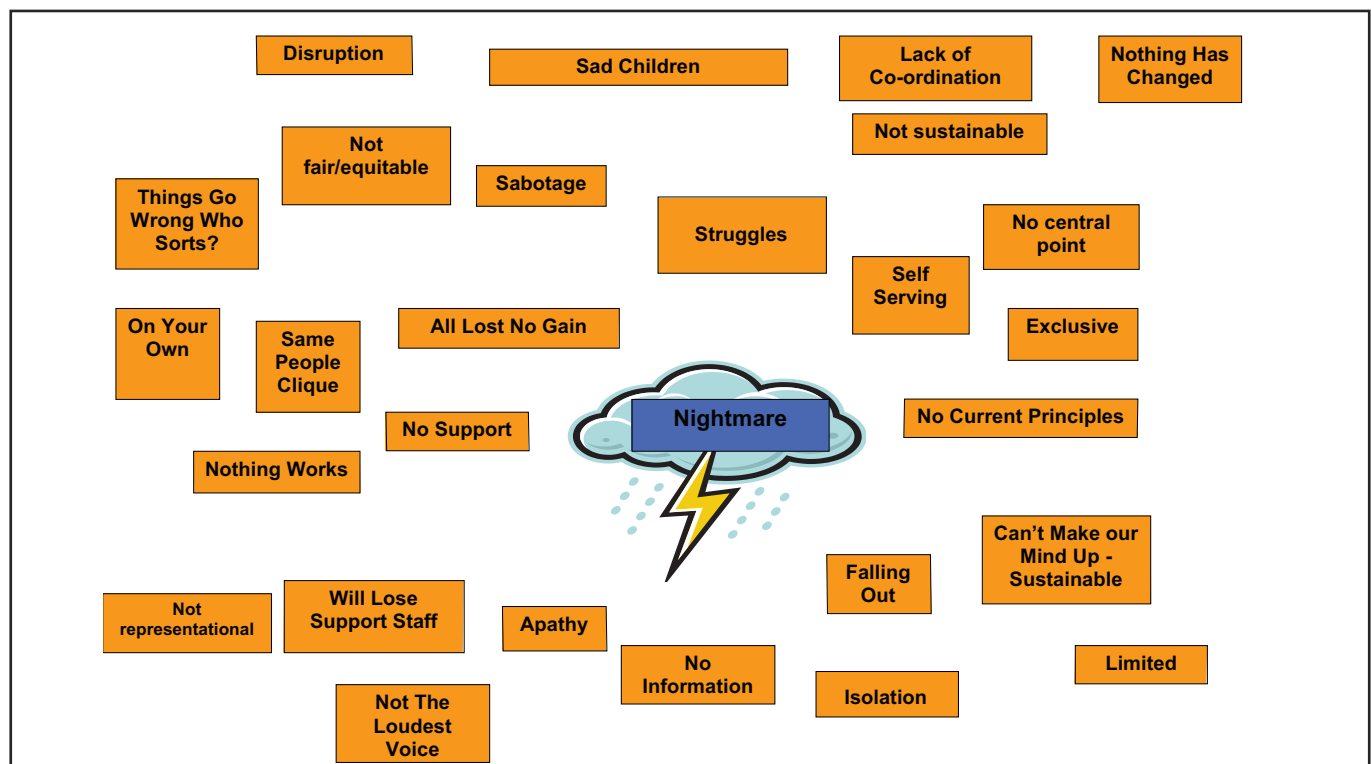 Disruption
Sad Children
Lack of
Co-ordination
Nothing Has
Changed
Not sustainable
Not
fair/equitable
Sabotage
Things Go
Wrong Who
Sorts?
Struggles
No central
point
Self
Serving
On Your
Own
Same
People
Clique
All Lost No Gain
Exclusive
Nightmare
No Current Principles
No Support
Nothing Works
Can’t Make our
Mind Up -
Sustainable
Falling
Out
Not
representational
Will Lose
Support Staff
Apathy
No
Information
Limited
Isolation
Not The
Loudest
Voice